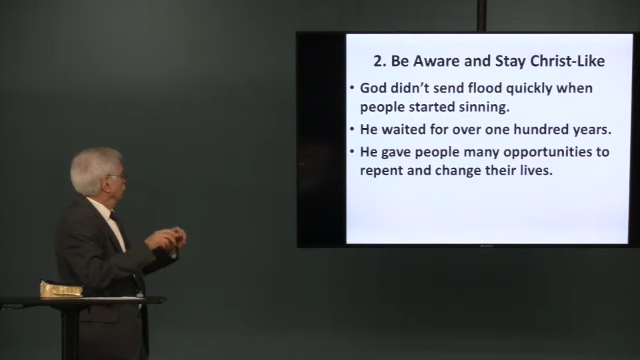 2. Be Aware and Stay Christ-Like
• God didn't send flood quickly when
people started sinning.
• He waited for over one hundred years.
• He gave people many opportunities to
repent and change their lives.